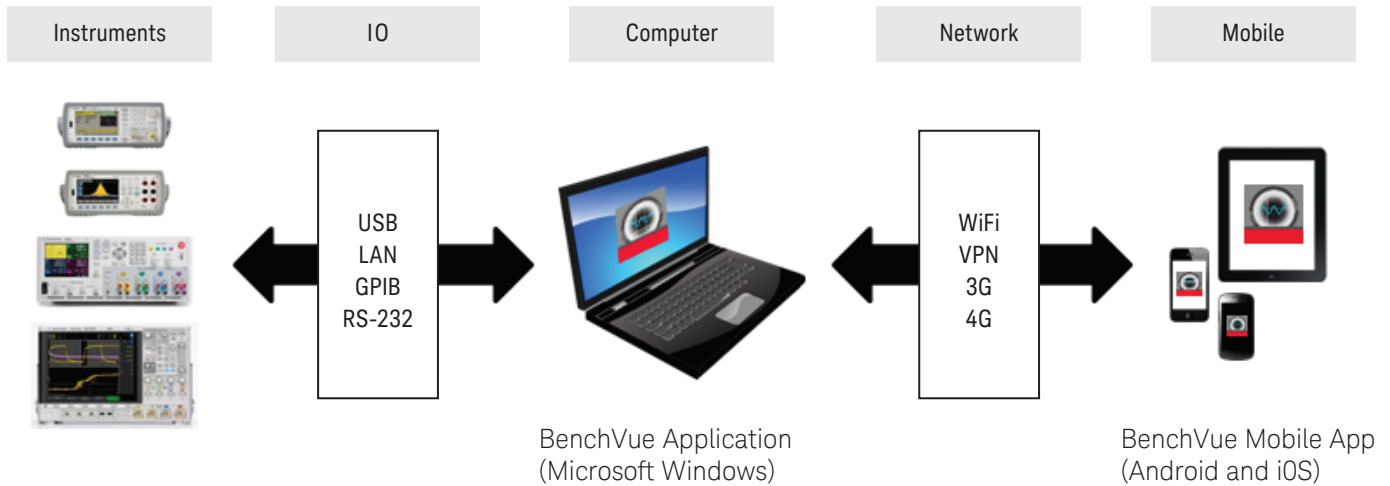 Instruments
IO
Computer
Network
Mobile
USB
LAN
GPIB
RS-232
WiFi
VPN
3G
4G
BenchVue Application
(Microsoft Windows)
BenchVue Mobile App
(Android and iOS)